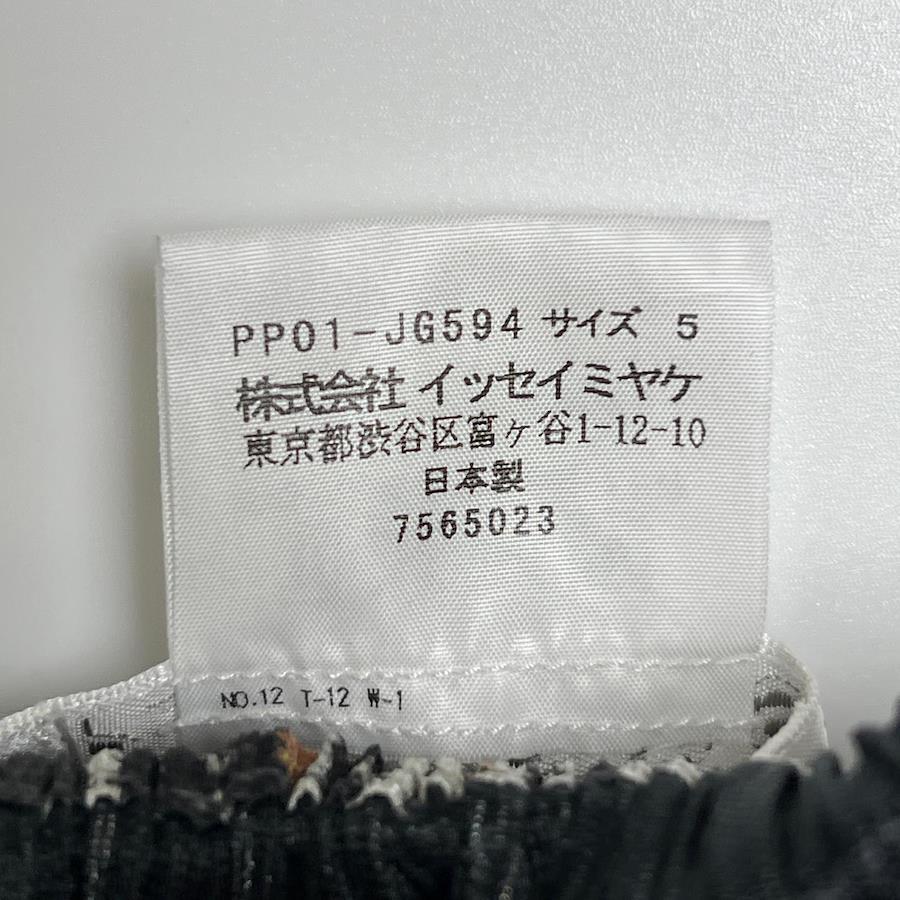 PP01-JG594 サイズ 5
株式会社 イッセイミヤケ
東京都渋谷区富ヶ谷1-12-10
日本製
7565023
NO.12 T-12 W-1